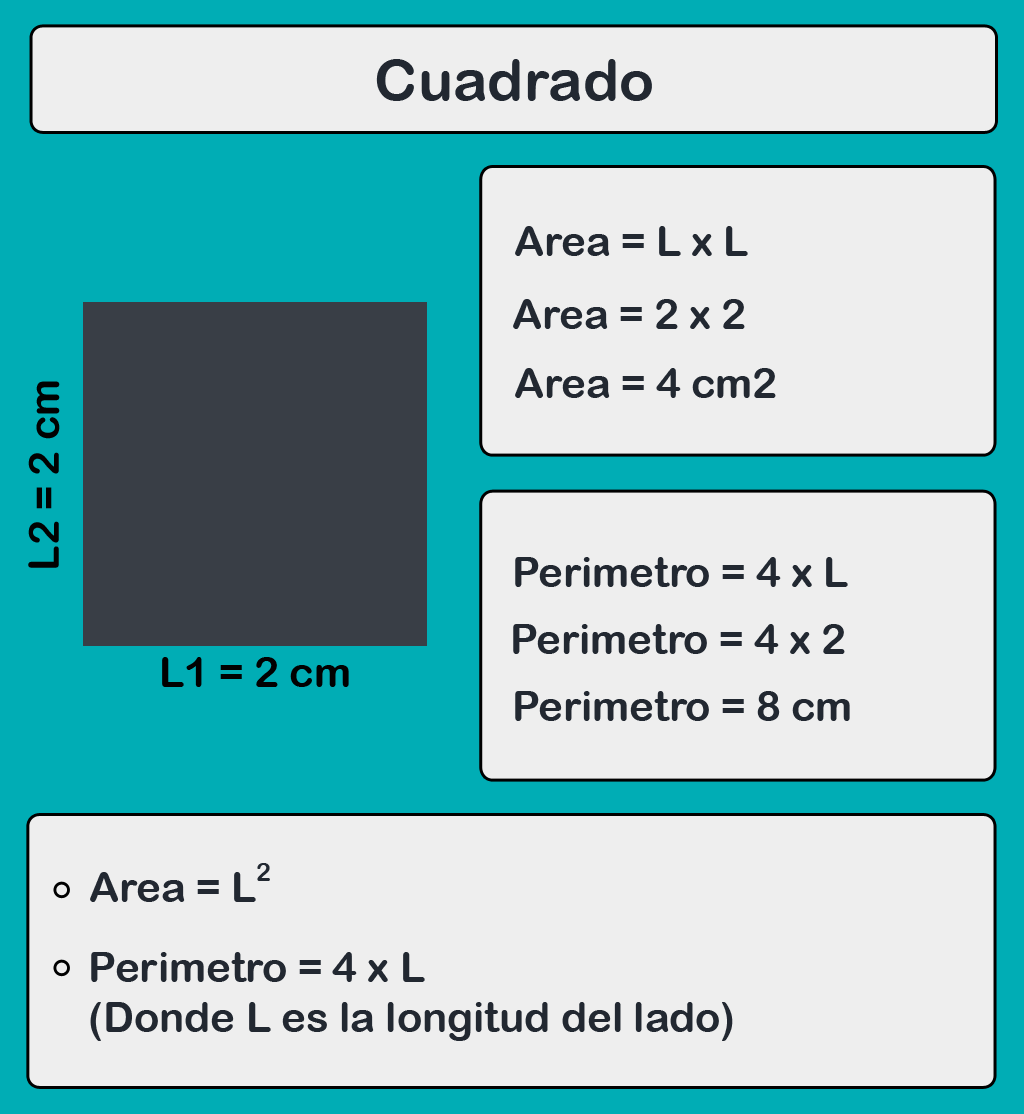 Cuadrado
Area = L x L
Area = 2 x 2
Area = 4 cm2
L2 = 2 cm
L1 = 2 cm
Perimetro = 4 x L
Perimetro = 4 x 2
Perimetro = 8 cm
Area = L²
Perimetro = 4 x L
(Donde L es la longitud del lado)